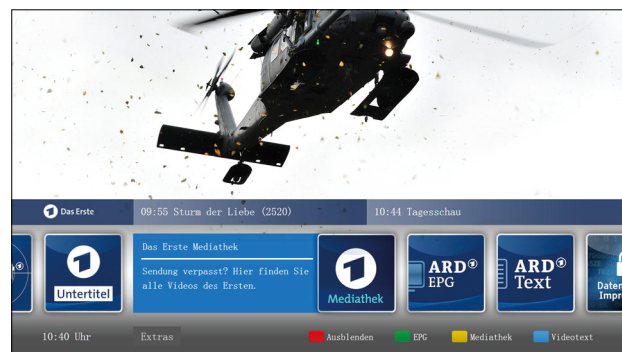 Das Erste
09:55 Sturm der Liebe (2520)
10:44 Tagesschau
Untertitel
Das Erste Mediathek
Sendung verpasst? Hier finden Sie
alle Videos des Ersten.
Mediathek
ARD
EPG
ARD
Text
10:40 Uhr
Extras
Ausblenden
EPG
Mediathek
Videotext